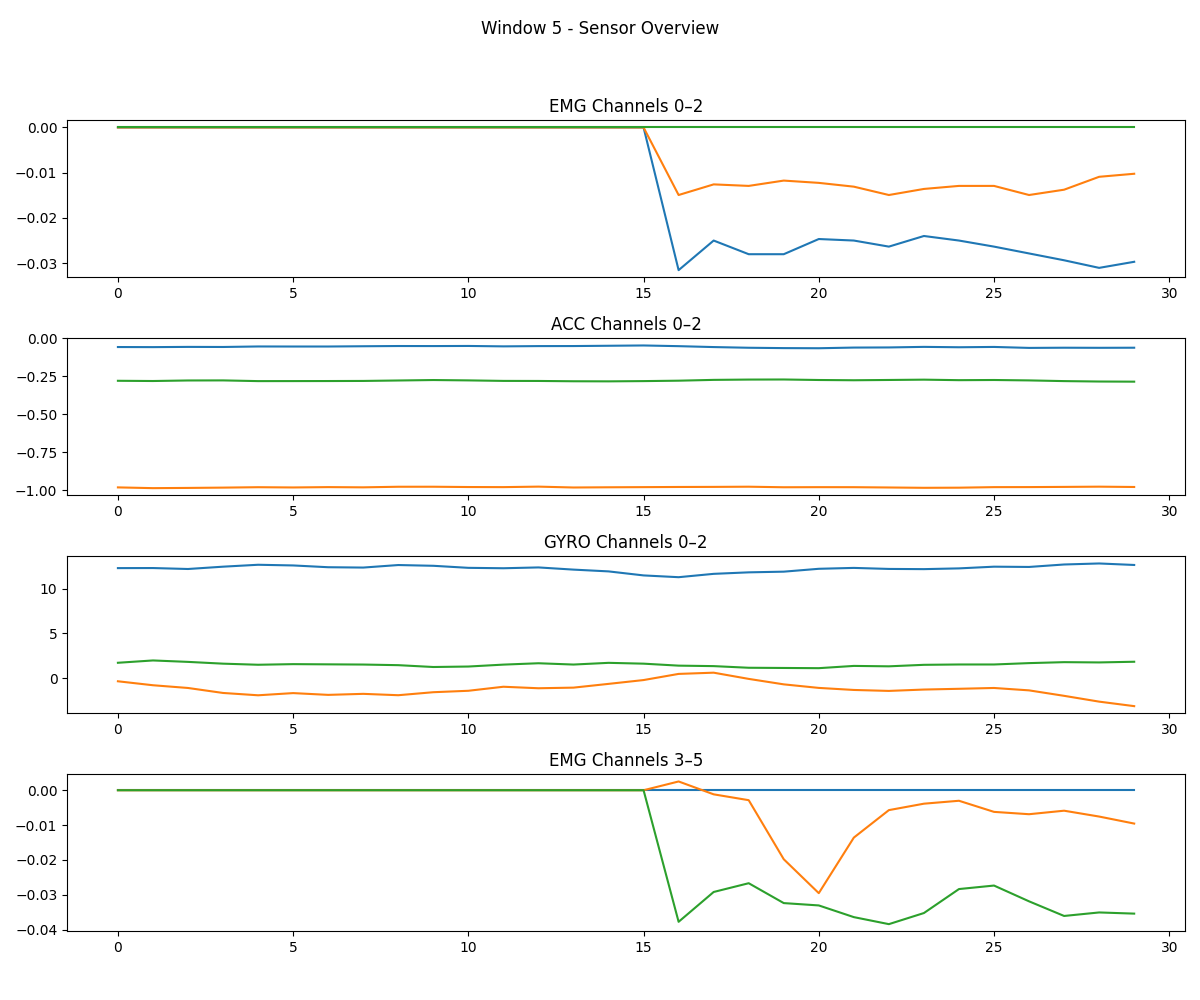 Window 5 - Sensor Overview
EMG Channels 0–2
0.00
−0.01
−0.02
−0.03
0 5 10 15 20 25 30
ACC Channels 0–2
0.00
−0.25
−0.50
−0.75
−1.00
0 5 10 15 20 25 30
GYRO Channels 0–2
10
5
0
0 5 10 15 20 25 30
EMG Channels 3–5
0.00
−0.01
−0.02
−0.03
−0.04
0 5 10 15 20 25 30